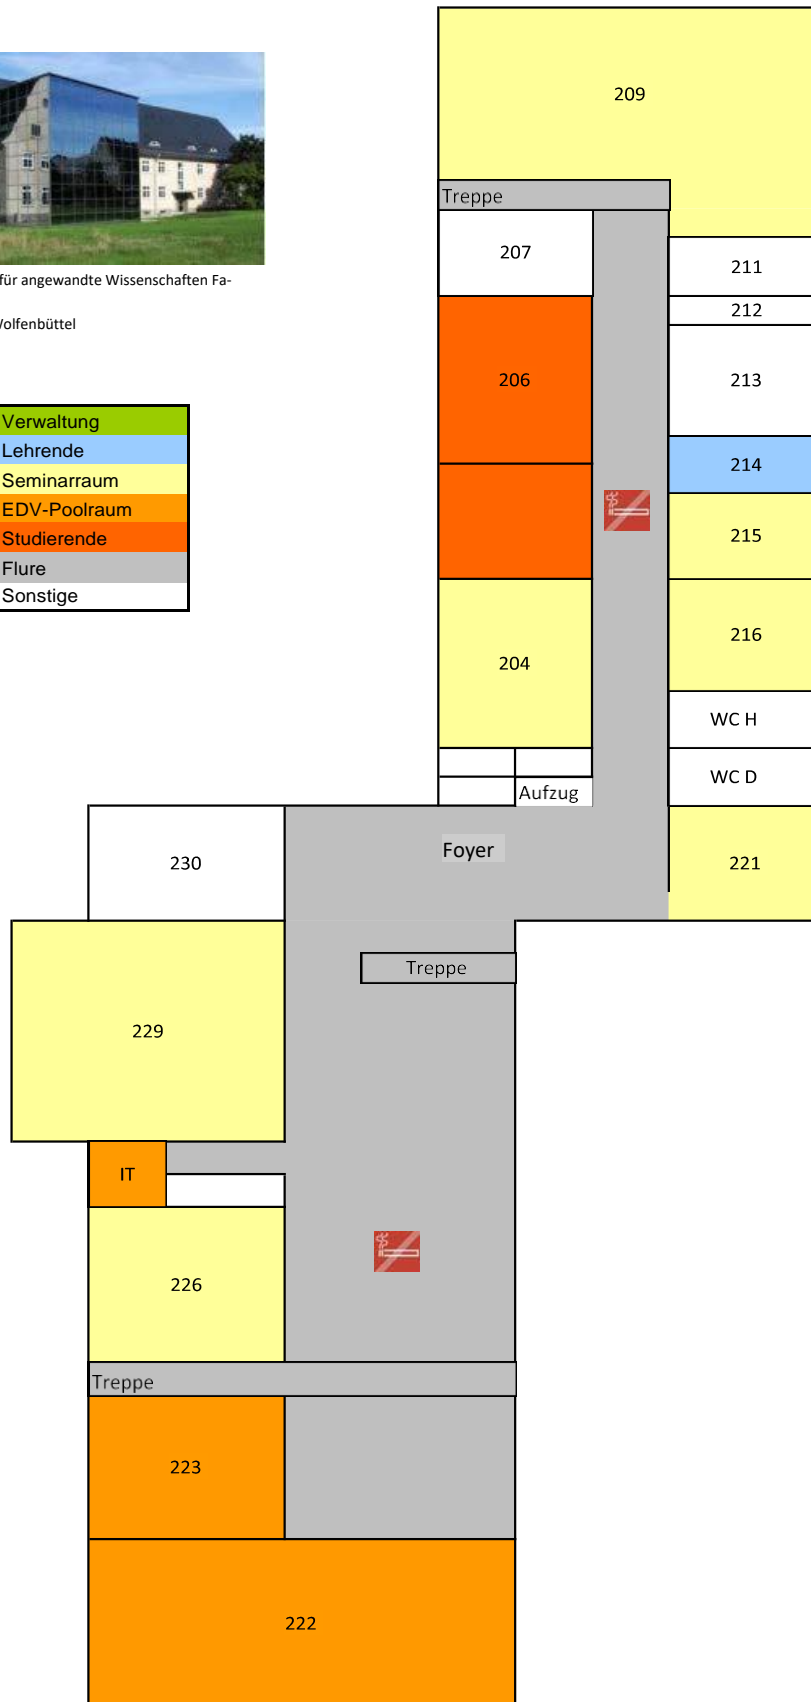 für angewandte Wissenschaften Fa-
Wolfenbüttel
Verwaltung
Lehrende
Seminarraum
EDV-Poolraum
Studierende
Flure
Sonstige
209
Treppe
207
211
212
206
213
214
215
204
216
WC H
WC D
Aufzug
230
Foyer
221
Treppe
229
IT
226
Treppe
223
222